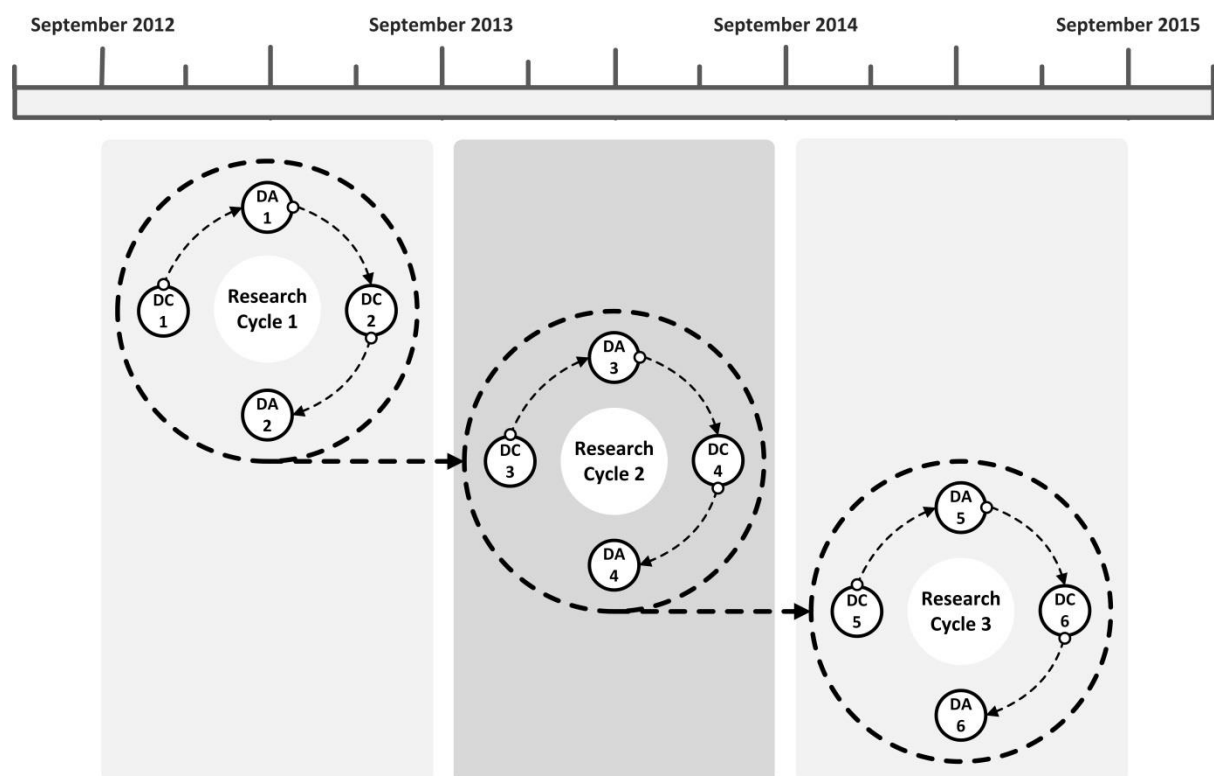 September 2012
September 2013
September 2014
September 2015
DA
1
DC
1
Research
Cycle 1
DC
2
DA
2
DA
3
DC
3
Research
Cycle 2
DC
4
DA
4
DA
5
DC
5
Research
Cycle 3
DC
6
DA
6